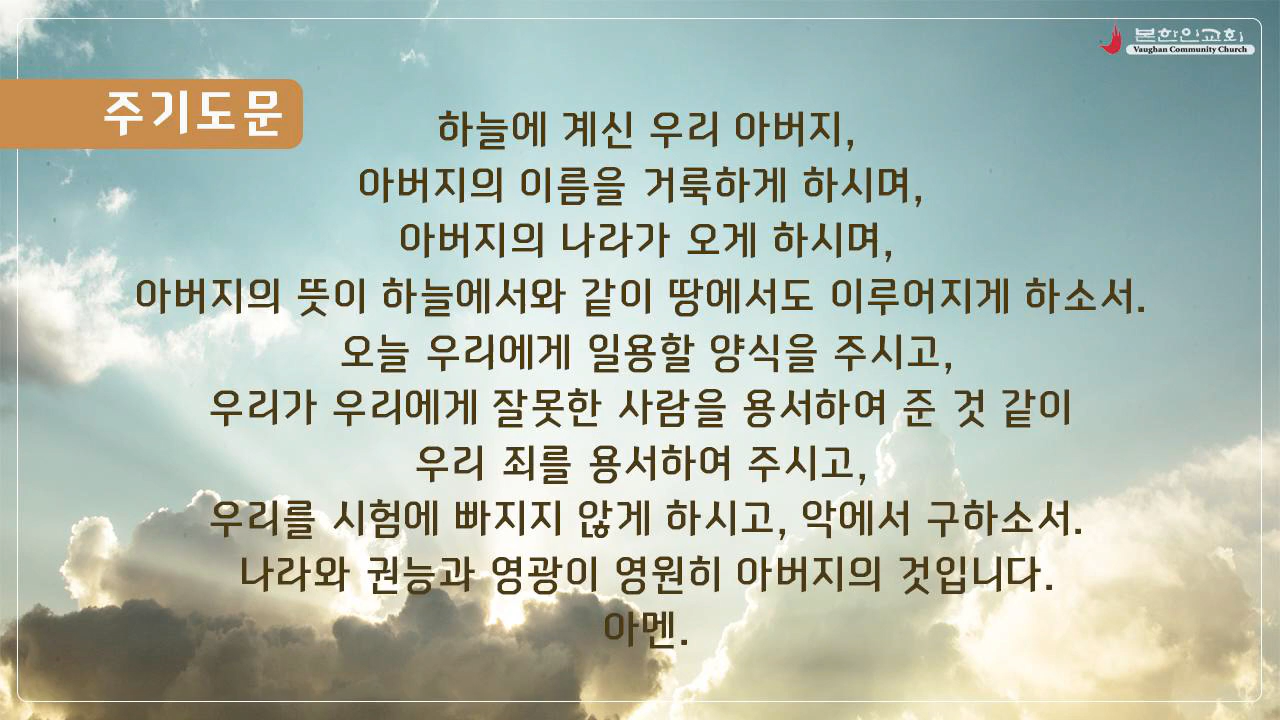 본한인교회
Vaughan Community Church
주기도문
하늘에 계신 우리 아버지,
아버지의 이름을 거룩하게 하시며,
아버지의 나라가 오게 하시며,
아버지의 뜻이 하늘에서와 같이 땅에서도 이루어지게 하소서.
오늘 우리에게 일용할 양식을 주시고,
우리가 우리에게 잘못한 사람을 용서하여 준 것 같이
우리 죄를 용서하여 주시고,
우리를 시험에 빠지지 않게 하시고, 악에서 구하소서.
나라와 권능과 영광이 영원히 아버지의 것입니다.
아멘.